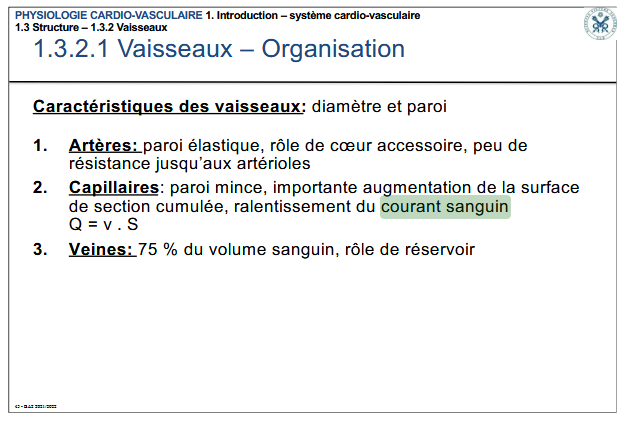 PHYSIOLOGIE CARDIO-VASCULAIRE 1. Introduction – système cardio-vasculaire
1.3 Structure – 1.3.2 Vaisseaux
1.3.2.1 Vaisseaux – Organisation
Caractéristiques des vaisseaux: diamètre et paroi
1. Artères: paroi élastique, rôle de cœur accessoire, peu de
résistance jusqu’aux artérioles
2. Capillaires: paroi mince, importante augmentation de la surface
de section cumulée, ralentissement du courant sanguin
Q = v . S
3. Veines: 75 % du volume sanguin, rôle de réservoir
2021/2022